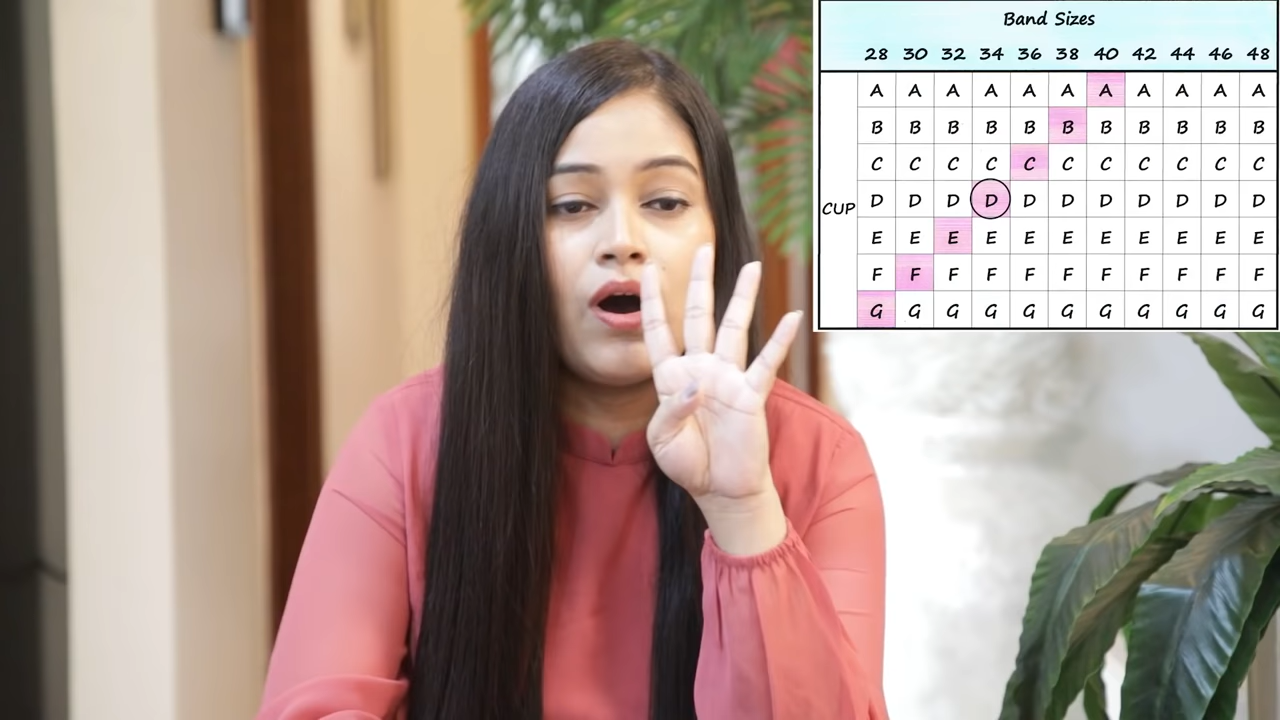 Band Sizes
28 30 32 34 36 38 40 42 44 46 48
A A A A A A A A A A A
B B B B B B B B B B B
C C C C C C C C C C C
CUP D D D D D D D D D D D
E E E E E E E E E E E
F F F F F F F F F F F
G G G G G G G G G G G